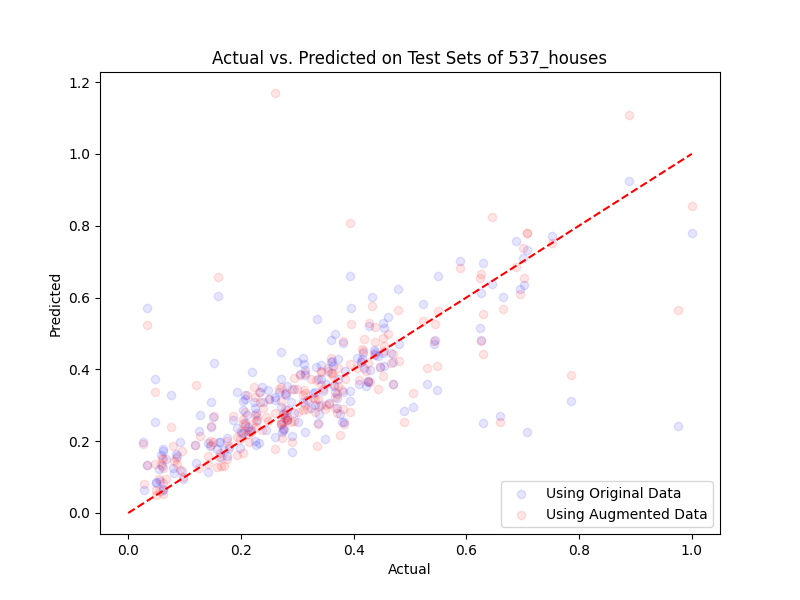 Actual vs. Predicted on Test Sets of 537_houses
1.2
1.0
0.8
0.6
0.4
0.2
0.0
Predicted
0.0 0.2 0.4 0.6 0.8 1.0
Actual
Using Original Data
Using Augmented Data